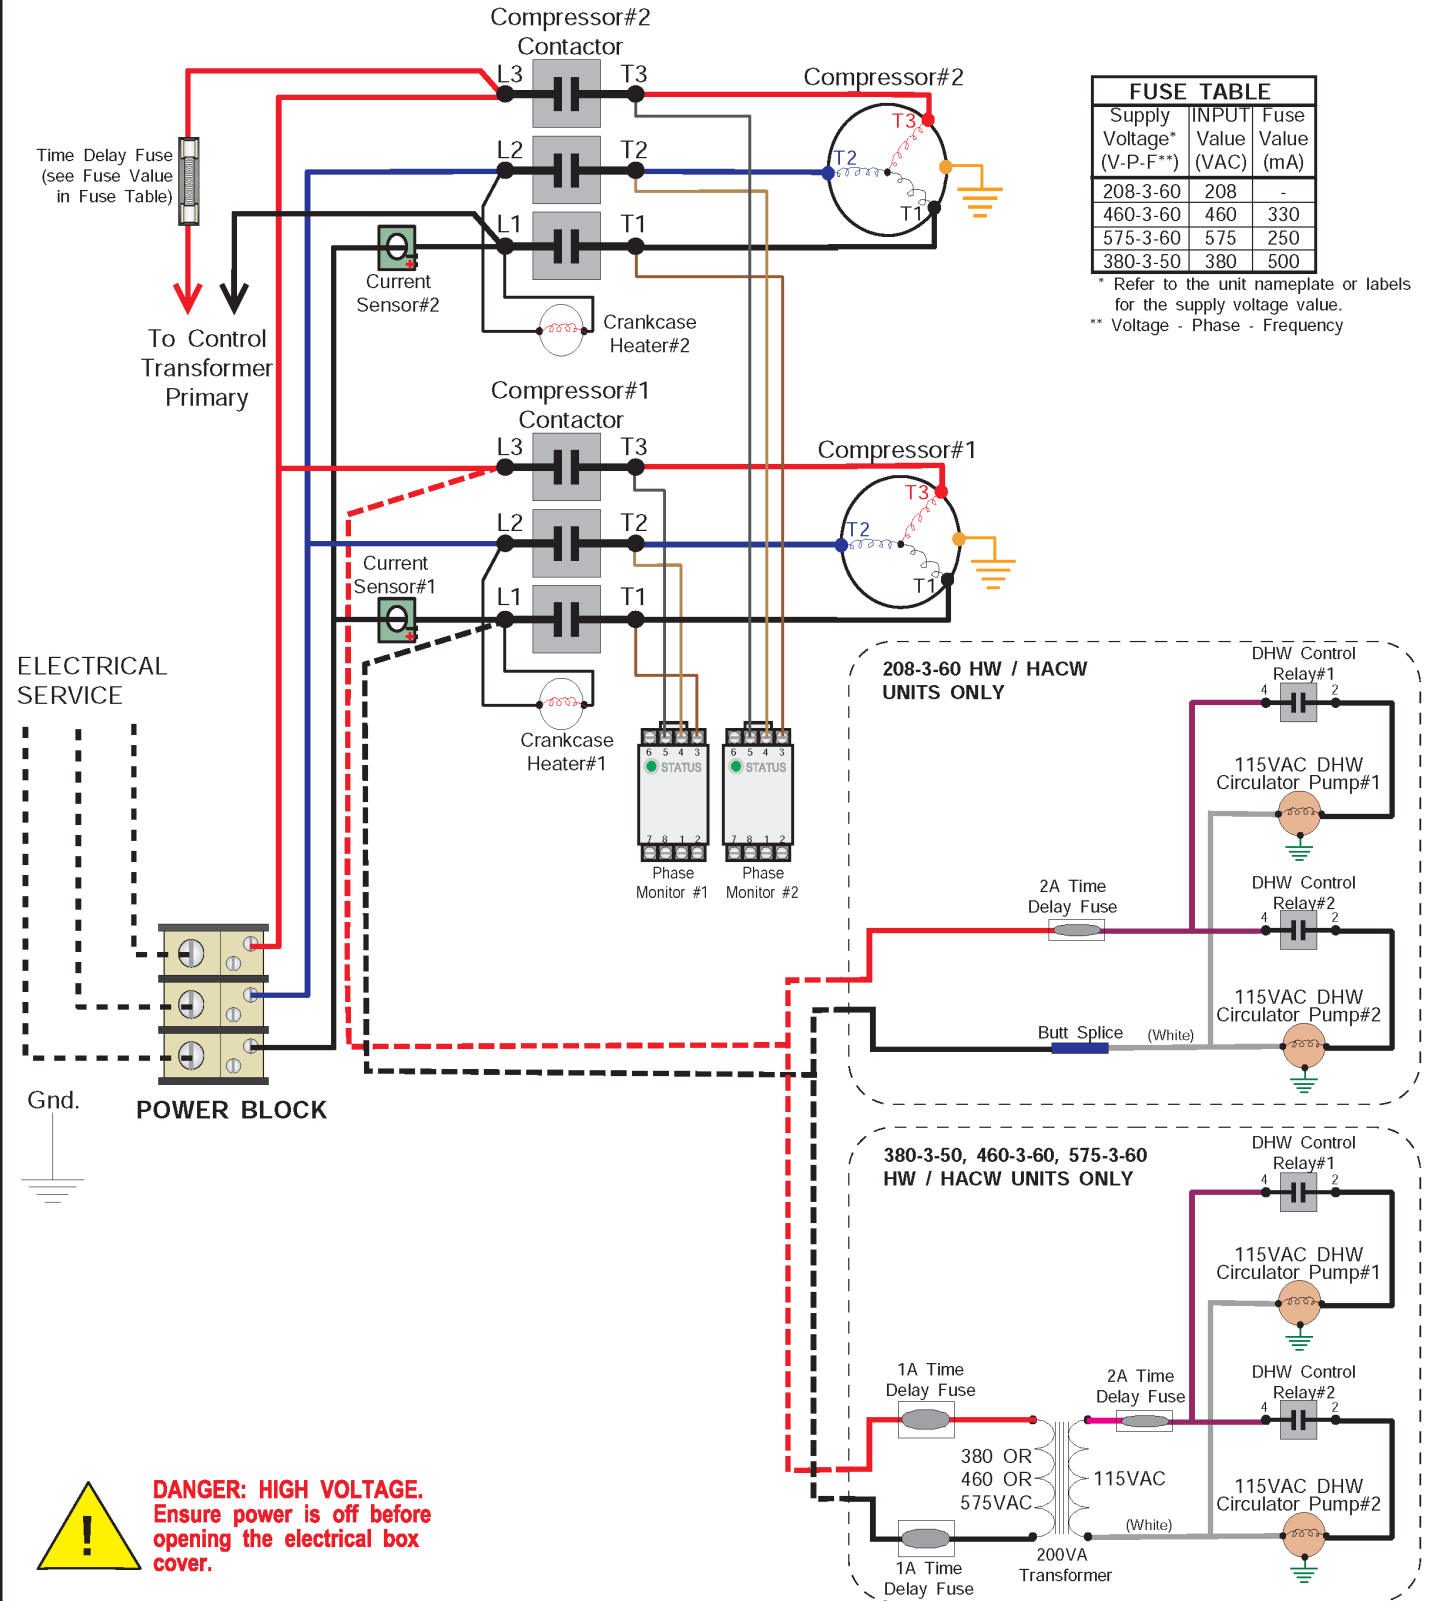 Compressor#2
Contactor
L3
T3
Compressor#2
T3
L2
T2
T2
L1
T1
T1
Time Delay Fuse
(see Fuse Value
in Fuse Table)
Current
Sensor#2
Crankcase
Heater#2
To Control
Transformer
Primary
FUSE TABLE
Supply Voltage* (V-P-F**) INPUT Value (VAC) Fuse Value (mA)
208-3-60 208 -
460-3-60 460 330
575-3-60 575 250
380-3-50 380 500
* Refer to the unit nameplate or labels
for the supply voltage value.
** Voltage - Phase - Frequency
Compressor#1
Contactor
L3
T3
Compressor#1
T3
L2
T2
T2
L1
T1
T1
Current
Sensor#1
Crankcase
Heater#1
6 5 4 3
STATUS
7 8 1 2
Phase
Monitor #1
6 5 4 3
STATUS
7 8 1 2
Phase
Monitor #2
ELECTRICAL
SERVICE
Gnd.
POWER BLOCK
208-3-60 HW / HACW
UNITS ONLY
DHW Control
Relay#1
4 2
115VAC DHW
Circulator Pump#1
2A Time
Delay Fuse
DHW Control
Relay#2
4 2
115VAC DHW
Circulator Pump#2
Butt Splice
(White)
380-3-50, 460-3-60, 575-3-60
HW / HACW UNITS ONLY
DHW Control
Relay#1
4 2
115VAC DHW
Circulator Pump#1
1A Time
Delay Fuse
2A Time
Delay Fuse
DHW Control
Relay#2
4 2
380 OR
460 OR
575VAC
115VAC
115VAC DHW
Circulator Pump#2
(White)
200VA
Transformer
1A Time
Delay Fuse
!
DANGER: HIGH VOLTAGE.
Ensure power is off before
opening the electrical box
cover.